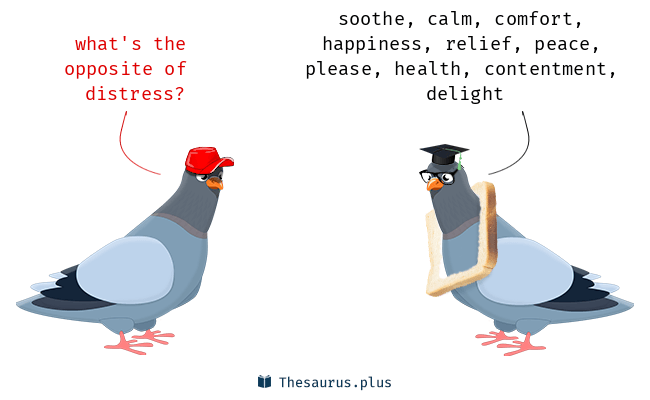 what's the
opposite of
distress?
soothe, calm, comfort,
happiness, relief, peace,
please, health, contentment,
delight
Thesaurus.plus